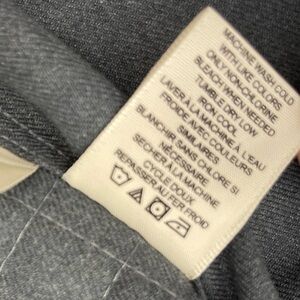 MACHINE WASH COLD
WITH LIKE COLORS
ONLY NON-CHLORINE
BLEACH WHEN NEEDED
TUMBLE DRY LOW
IRON COOL
LAVER A LA MACHINE A L'EAU
FROIDE AVEC COULEURS
SIMILAIRES
BLANCHIR SANS CHLORE SI
NÉCESSAIRE
SECHER A LA MACHINE
CYCLE DOUX
REPASSER AU FER FROID